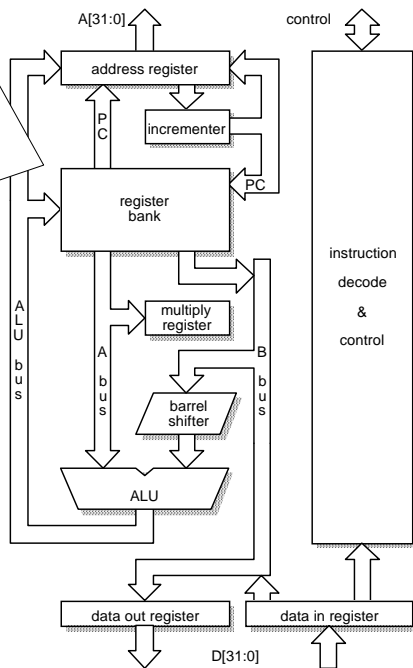 A[31:0]
control
address register
P
C
incrementer
PC
register
bank
instruction
decode
&
control
A
L
U
b
u
s
A
b
u
s
multiply
register
B
b
u
s
barrel
shifter
ALU
data out register
data in register
D[31:0]